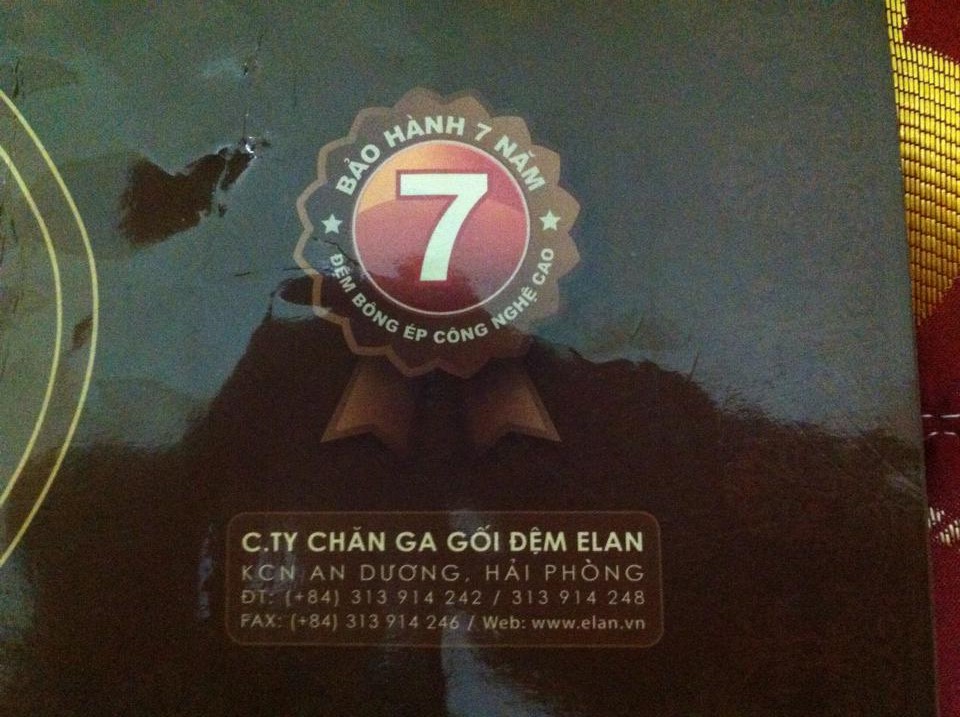 BẢO HÀNH 7 NĂM
7
ĐỆM BÔNG ÉP CÔNG NGHỆ CAO
C.TY CHĂN GA GỐI ĐỆM ELAN
KCN AN DƯƠNG, HẢI PHÒNG
ĐT: (+84) 313 914 242 / 313 914 248
FAX: (+84) 313 914 246 / Web: www.elan.vn